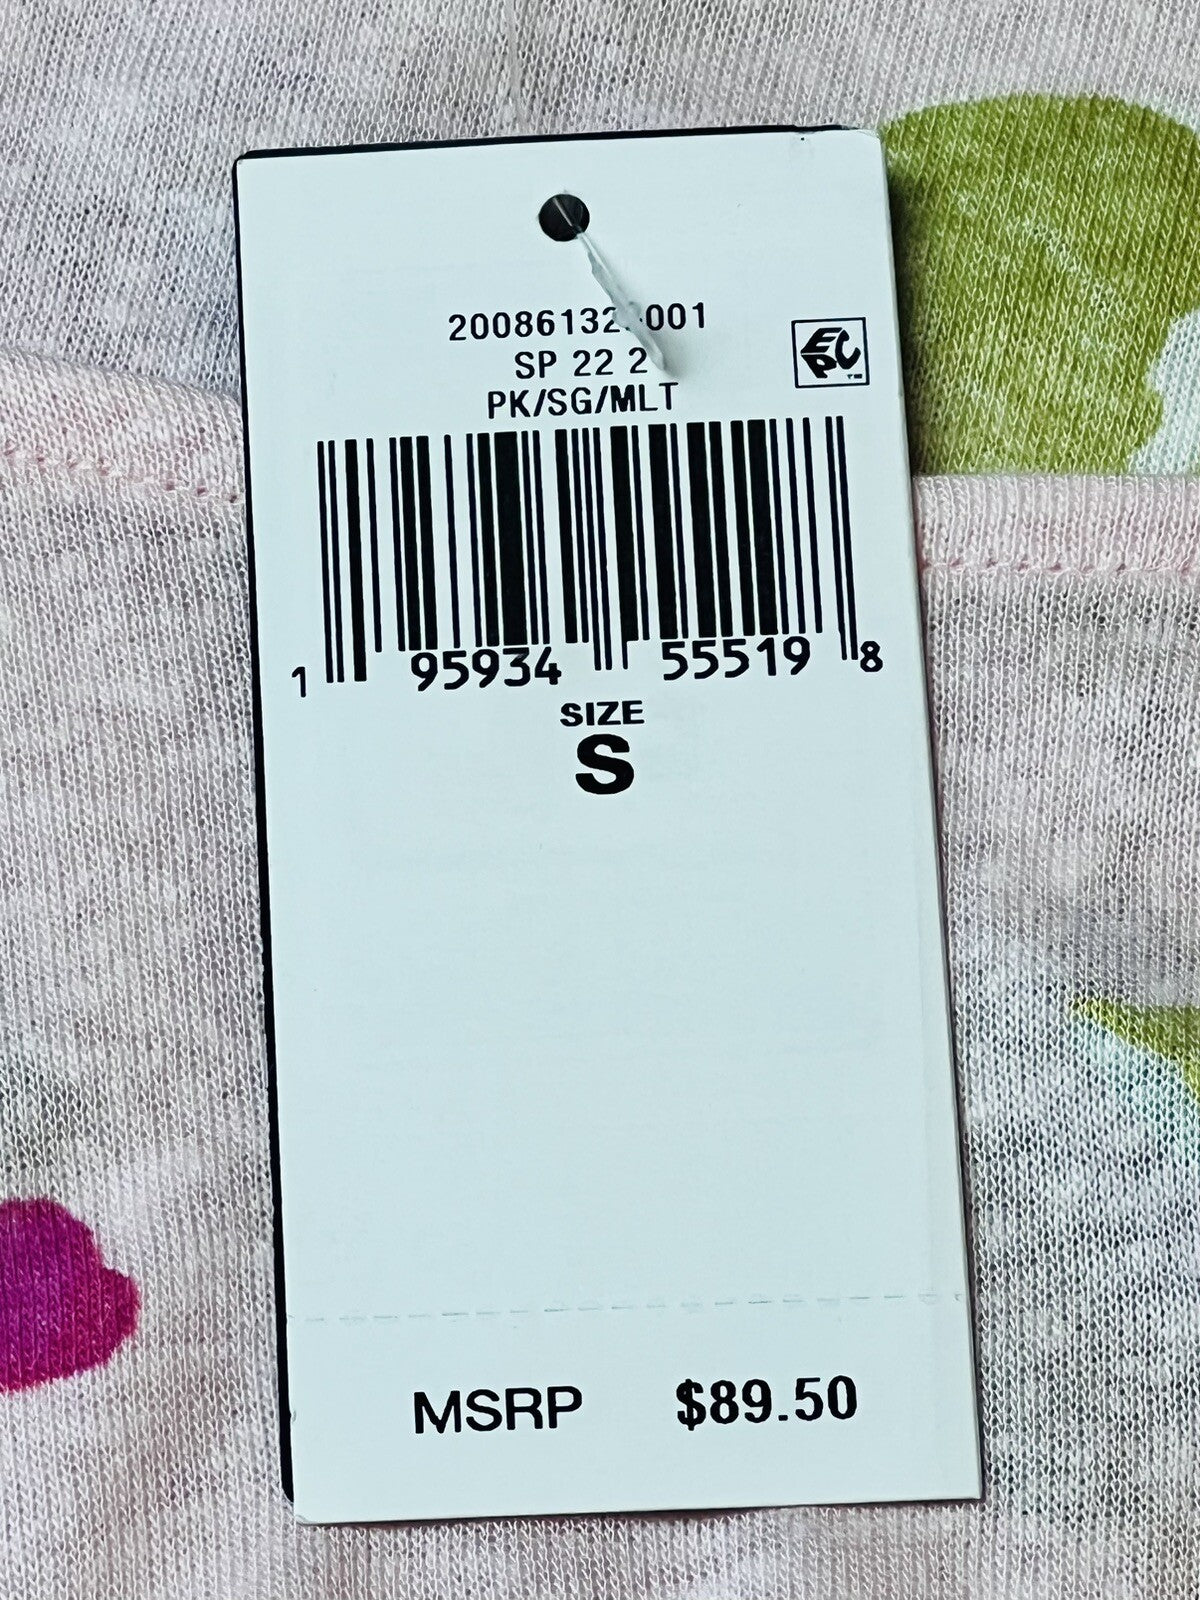 SP 22 2
PK/SG/MLT
EPC
1 95934 55519 8
SIZE
S
MSRP $89.50